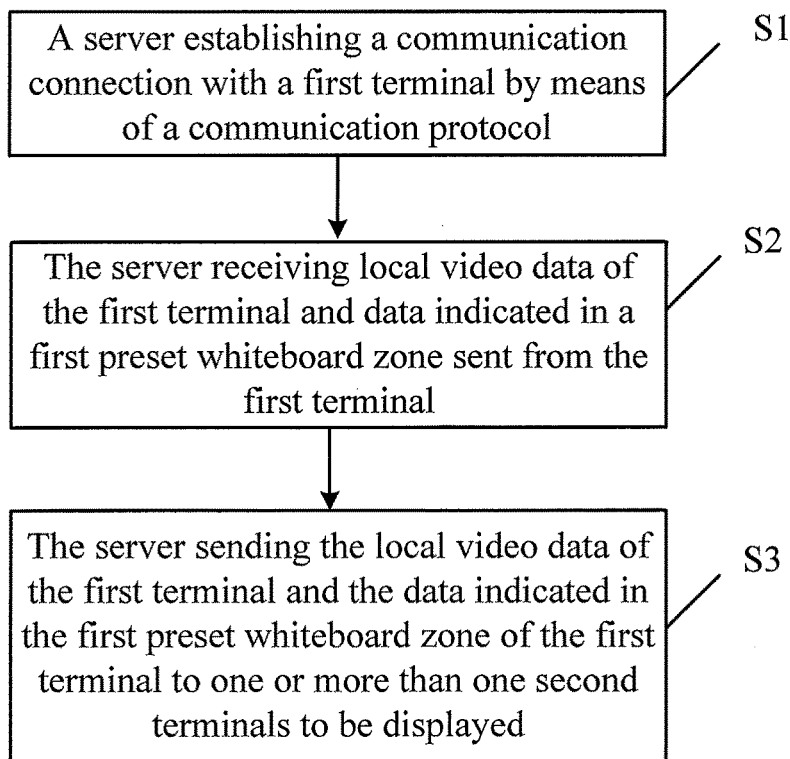 A server establishing a communication
connection with a first terminal by means
of a communication protocol
S1
The server receiving local video data of
the first terminal and data indicated in a
first preset whiteboard zone sent from the
first terminal
S2
The server sending the local video data of
the first terminal and the data indicated in
the first preset whiteboard zone of the first
terminal to one or more than one second
terminals to be displayed
S3